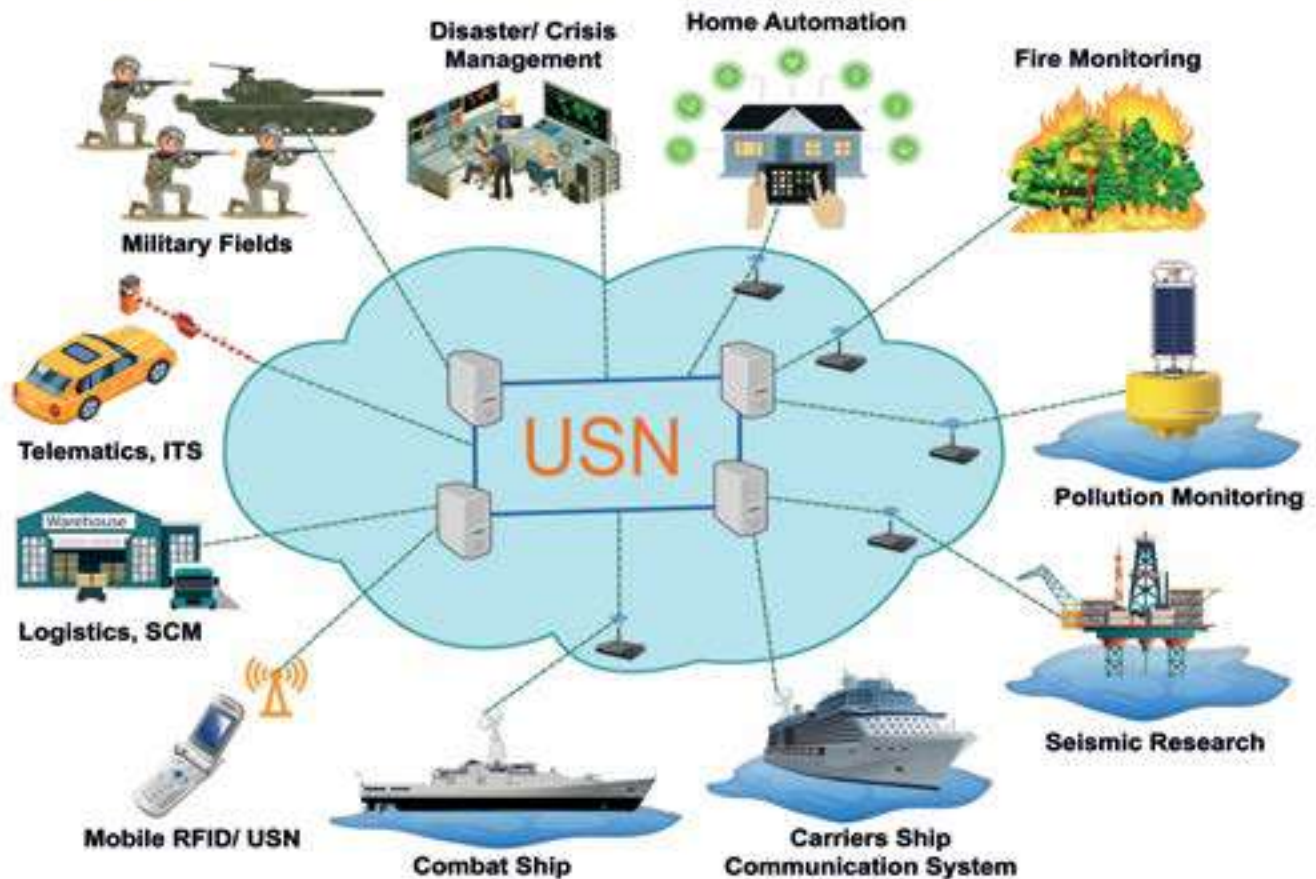 Disaster/ Crisis
Management
Home Automation
Fire Monitoring
Military Fields
Telematics, ITS
USN
Pollution Monitoring
Warehouse
Logistics, SCM
Seismic Research
Mobile RFID/ USN
Combat Ship
Carriers Ship
Communication System